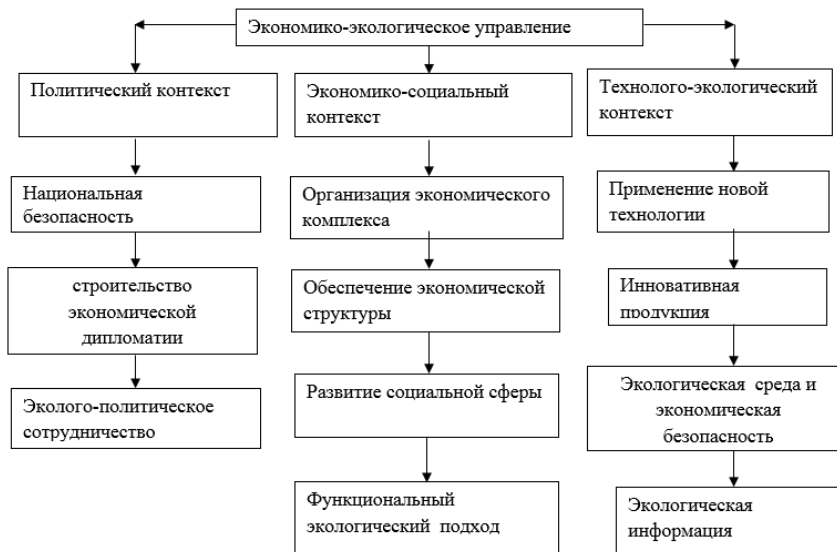 Экономико-экологическое управление
Политический контекст
Экономико-социальный
контекст
Технолого-экологический
контекст
Национальная
безопасность
Организация экономического
комплекса
Применение новой
технологии
строительство
экономической
дипломатии
Обеспечение экономической
структуры
Инновативная
продукция
Эколого-политическое
сотрудничество
Развитие социальной сферы
Экологическая среда и
экономическая
безопасность
Функциональный
экологический подход
Экологическая
информация